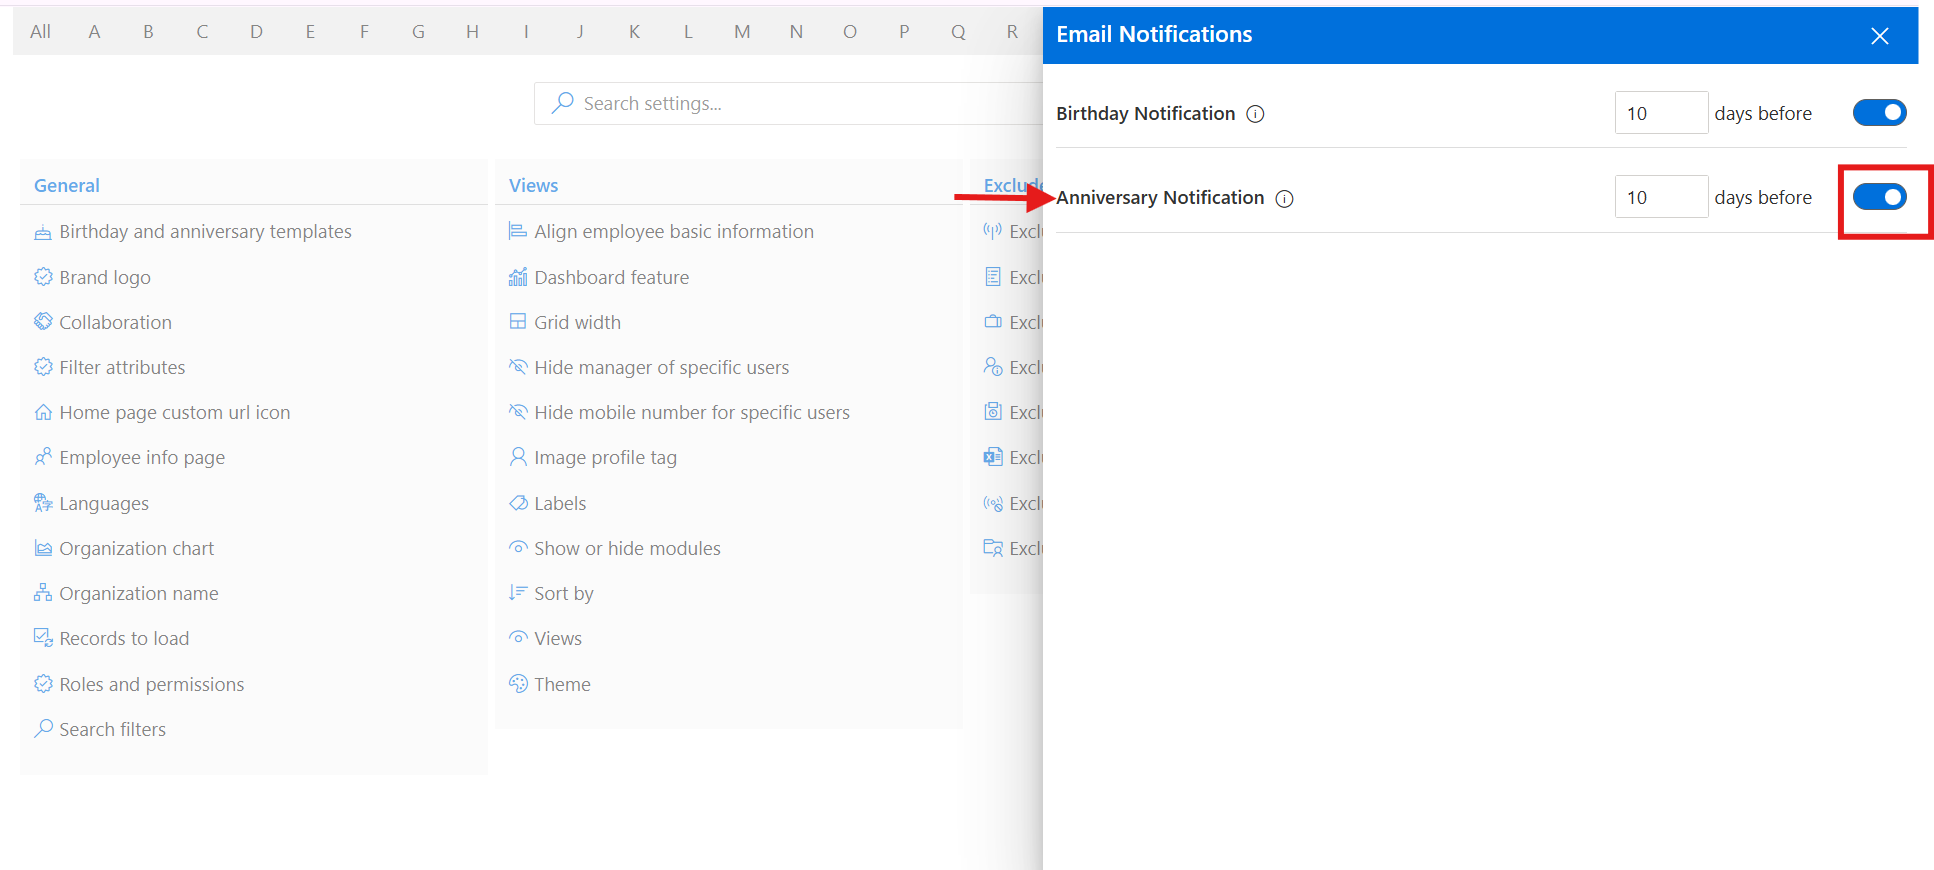 All A B C D E F G H I J K L M N O P Q R
Search settings...
General
Birthday and anniversary templates
Brand logo
Collaboration
Filter attributes
Home page custom url icon
Employee info page
Languages
Organization chart
Organization name
Records to load
Roles and permissions
Search filters
Views
Align employee basic information
Dashboard feature
Grid width
Hide manager of specific users
Hide mobile number for specific users
Image profile tag
Labels
Show or hide modules
Sort by
Views
Theme
Exclude
Excl
Excl
Excl
Excl
Excl
Excl
Excl
Excl
Email Notifications
Birthday Notification 10 days before
Anniversary Notification 10 days before